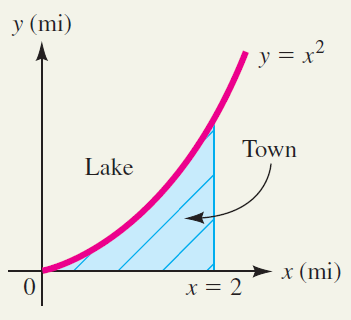 y (mi)
y = x²
Lake
Town
x (mi)
0
x = 2